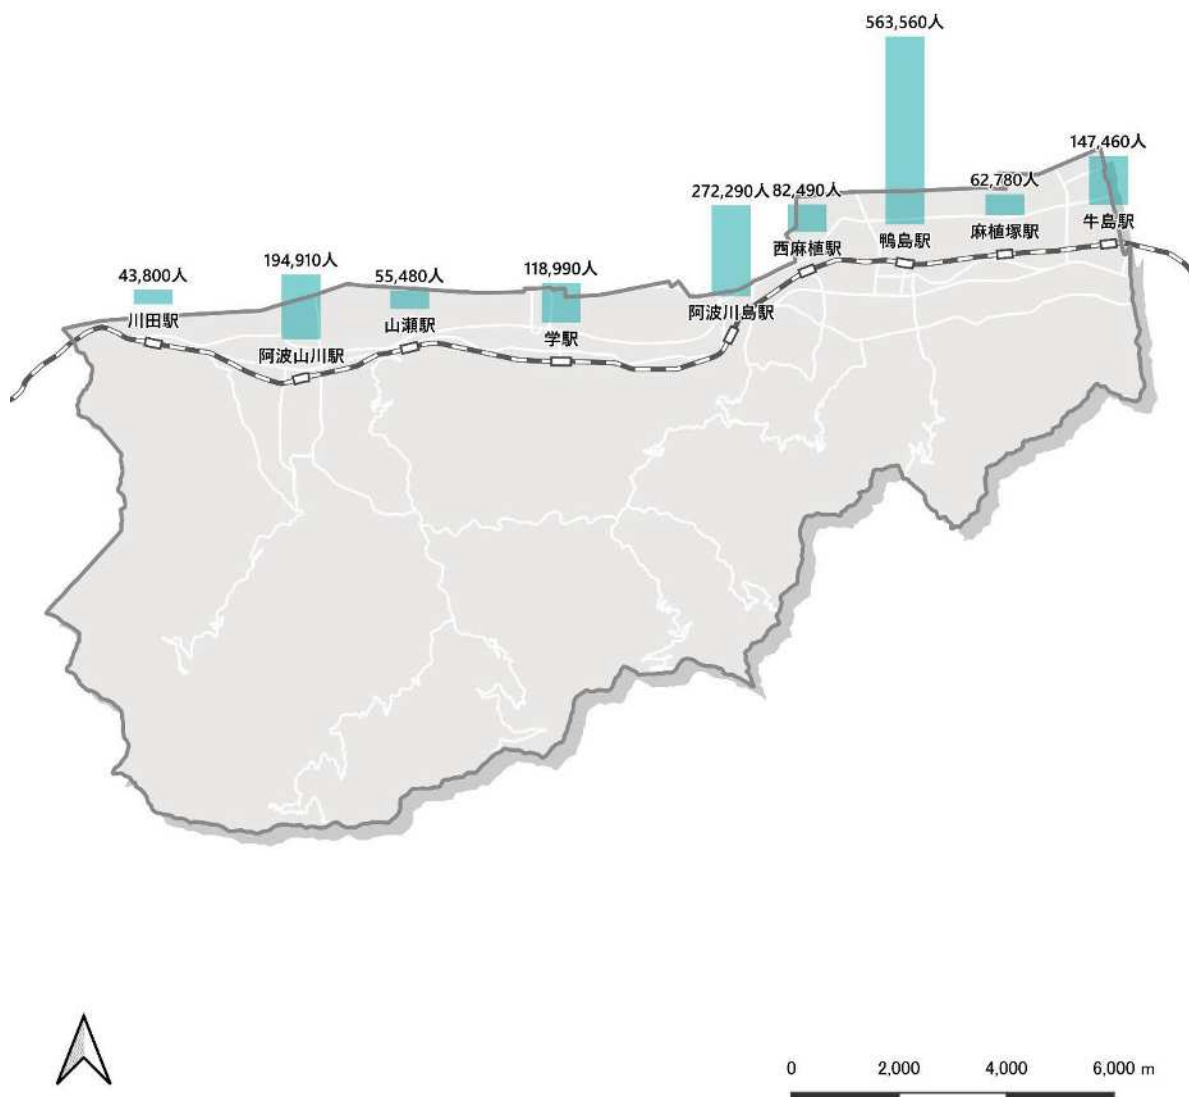 563,560人
147,460人
62,780人
272,290人
82,490人
牛島駅
麻植塚駅
鴨島駅
西麻植駅
118,990人
194,910人
55,480人
43,800人
阿波川島駅
川田駅
山瀬駅
学駅
阿波山川駅
0 2,000 4,000 6,000 m